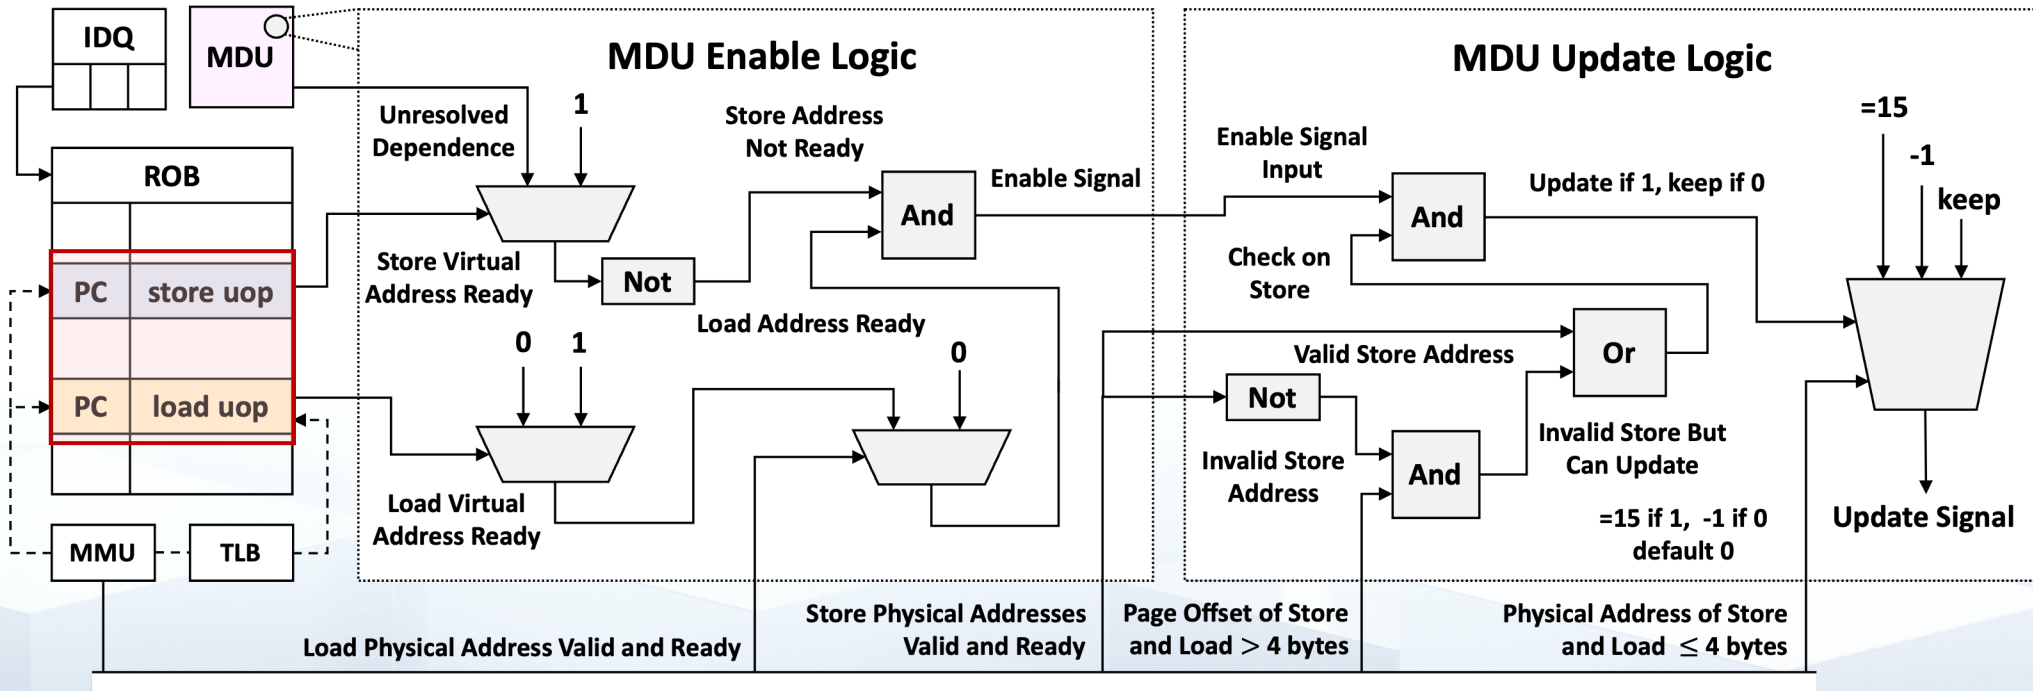 IDQ
MDU
ROB
PC
store uop
PC
load uop
MMU
TLB
MDU Enable Logic
Unresolved
Dependence
1
Store Address
Not Ready
And
Enable Signal
Store Virtual
Address Ready
Not
Load Address Ready
0
1
0
Load Virtual
Address Ready
MDU Update Logic
=15
-1
keep
Enable Signal
Input
And
Update if 1, keep if 0
Check on
Store
Or
Valid Store Address
Not
Invalid Store
Address
And
Invalid Store But
Can Update
=15 if 1, -1 if 0
default 0
Update Signal
Load Physical Address Valid and Ready
Store Physical Addresses
Valid and Ready
Page Offset of Store
and Load > 4 bytes
Physical Address of Store
and Load ≤ 4 bytes